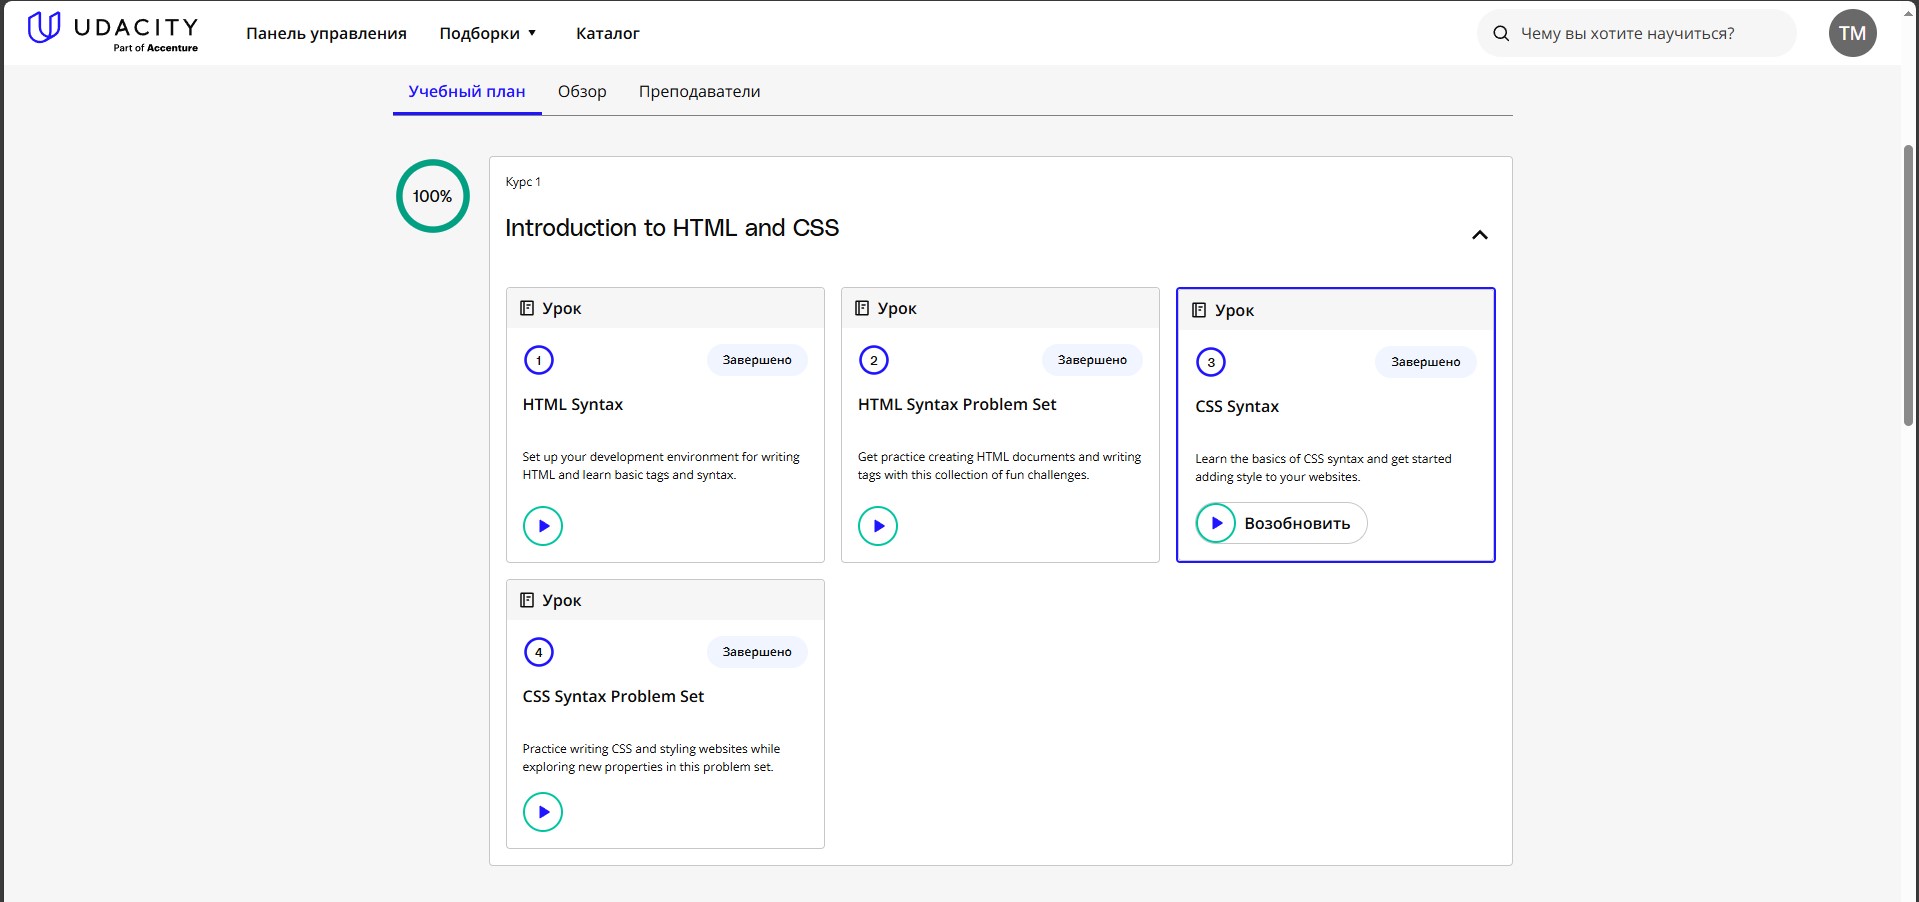 UDACITY
Part of Accenture
Панель управления
Подборки
Каталог
Чему вы хотите научиться?
TM
Учебный план
Обзор
Преподаватели
100%
Курс 1
Introduction to HTML and CSS
Урок
1
Завершено
HTML Syntax
Set up your development environment for writing
HTML and learn basic tags and syntax.
Урок
2
Завершено
HTML Syntax Problem Set
Get practice creating HTML documents and writing
tags with this collection of fun challenges.
Урок
3
Завершено
CSS Syntax
Learn the basics of CSS syntax and get started
adding style to your websites.
Возобновить
Урок
4
Завершено
CSS Syntax Problem Set
Practice writing CSS and styling websites while
exploring new properties in this problem set.